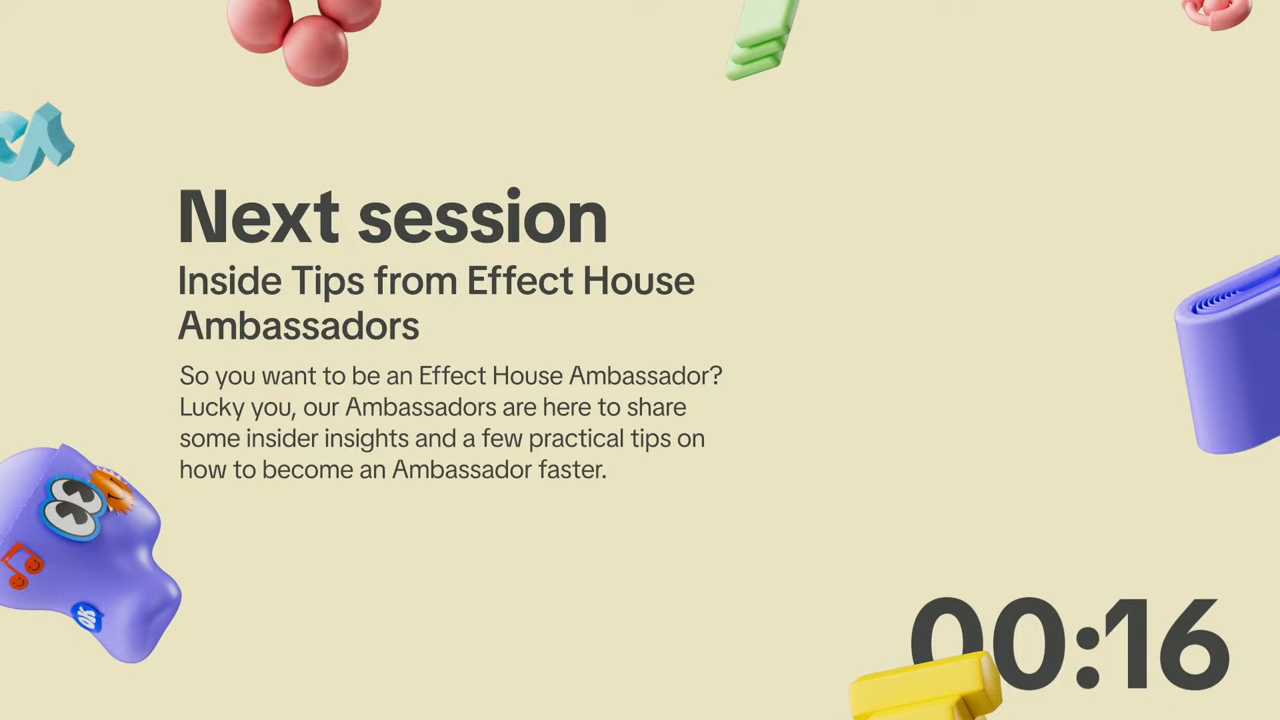 Next session
Inside Tips from Effect House
Ambassadors
So you want to be an Effect House Ambassador?
Lucky you, our Ambassadors are here to share
some insider insights and a few practical tips on
how to become an Ambassador faster.
OK
00:16